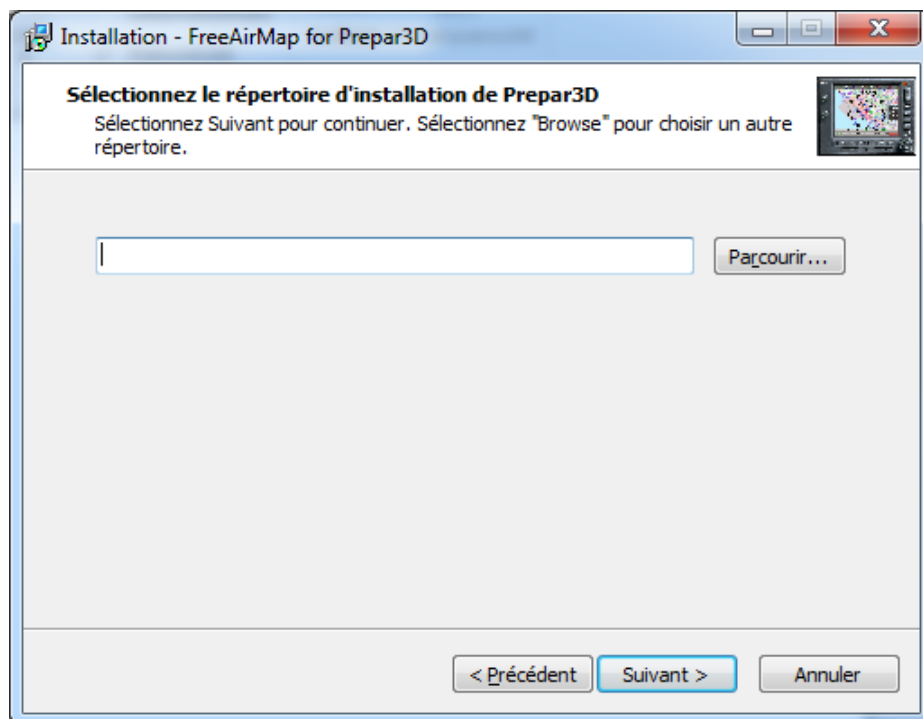 Installation - FreeAirMap for Prepar3D
Sélectionnez le répertoire d'installation de Prepar3D
Sélectionnez Suivant pour continuer. Sélectionnez "Browse" pour choisir un autre
répertoire.
Parcourir...
< Précédent
Suivant >
Annuler